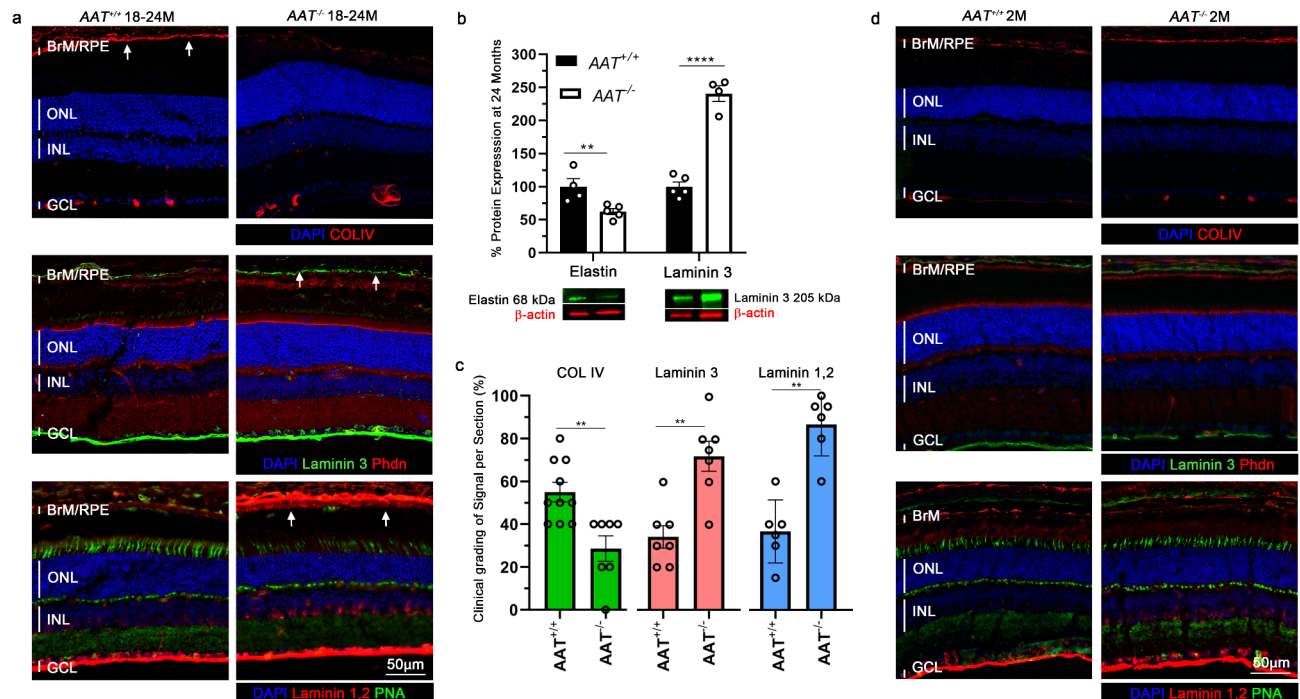 a
AAT+/+ 18-24M
AAT-/- 18-24M
BrM/RPE
ONL
INL
GCL
DAPI COLIV
BrM/RPE
ONL
INL
GCL
DAPI Laminin 3 Phdn
BrM/RPE
ONL
INL
GCL
50µm
DAPI Laminin 1,2 PNA
b
% Protein Expresssion at 24 Months
300
250
200
150
100
75
50
25
0
AAT+/+
AAT-/-
**
****
Elastin
Laminin 3
Elastin 68 kDa
β-actin
Laminin 3 205 kDa
β-actin
c
COL IV
Laminin 3
Laminin 1,2
Clinical grading of Signal per Section (%)
100
80
60
40
20
0
**
**
**
AAT+/+
AAT-/-
AAT+/+
AAT-/-
AAT+/+
AAT-/-
d
AAT+/+ 2M
AAT-/- 2M
BrM/RPE
ONL
INL
GCL
DAPI COLIV
BrM/RPE
ONL
INL
GCL
DAPI Laminin 3 Phdn
BrM
ONL
INL
GCL
50µm
DAPI Laminin 1,2 PNA